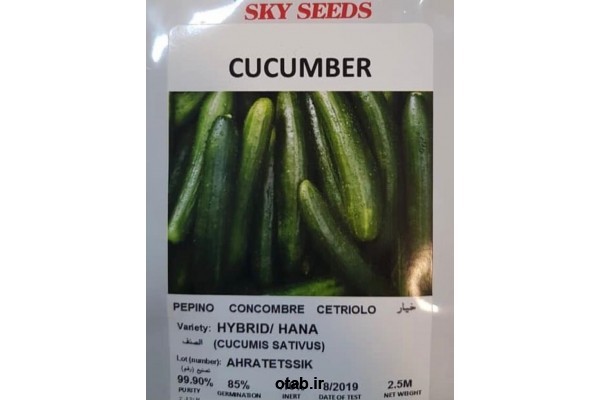 SKY SEEDS
CUCUMBER
PEPINO CONCOMBRE CETRIOLO خيار
Variety: HYBRID/ HANA
الصنف (CUCUMIS SATIVUS)
Lot (number): AHRATETSSIK
99.90% 85% otab.ir 8/2019 2.5M
PURITY GERMINATION INERT DATE OF TEST NET WEIGHT